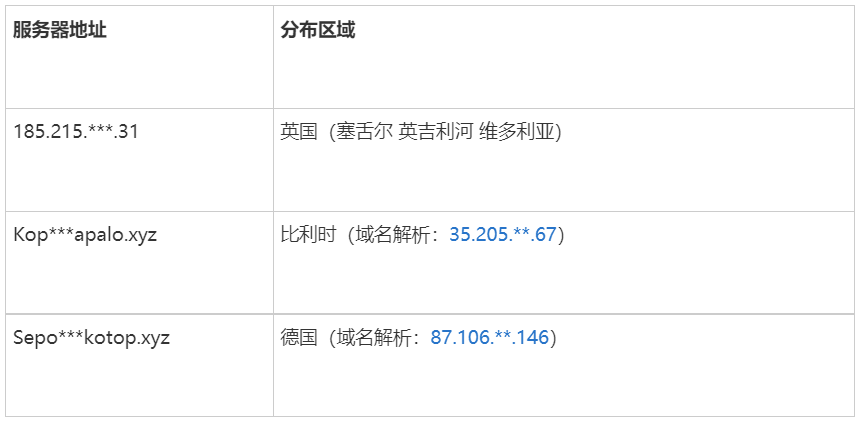 服务器地址 分布区域
185.215.***.31 英国（塞舌尔 英吉利河 维多利亚）
Kop***apalo.xyz 比利时（域名解析：35.205.**.67）
Sepo***kotop.xyz 德国（域名解析：87.106.**.146）